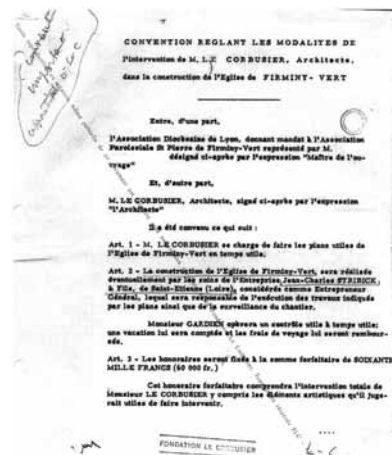 CONVENTION REGLANT LES MODALITES DE
l'intervention de M. LE CORBUSIER, Architecte,
dans la construction de l'Eglise de FIRMINY-VERT
Entre, d'une part,
l'Association Diocésaine de Lyon, donnant mandat à l'Association
Paroissiale St Pierre de Firminy-Vert représenté par M.
désigné ci-après par l'expression "Maître de l'ou-
vrage"
Et, d'autre part,
M. LE CORBUSIER, Architecte, signé ci-après par l'expression
"l'Architecte"
Il a été convenu ce qui suit :
Art. 1 - M. LE CORBUSIER se charge de faire les plans utiles de
l'Eglise de Firminy-Vert en temps utile.
Art. 2 - La construction de l'Eglise de Firminy-Vert, sera réalisée
éventuellement par les soins de l'Entreprise, Jean-Charles STRIBICK,
& Fils, de Saint-Etienne (Loire), considérés comme Entrepreneur
Général, lequel sera responsable de l'exécution des travaux indiqués
par les plans ainsi que de la surveillance du chantier.
Monsieur GARDIEN opèrera un contrôle utile à temps utile;
une vacation lui sera comptée et les frais de voyage lui seront rembour-
sés.
Art. 3 - Les honoraires seront fixés à la somme forfaitaire de SOIXANTE
MILLE FRANCS (60 000 fr.)
Cet honoraire forfaitaire comprendra l'intervention totale de
Monsieur LE CORBUSIER y compris les éléments artistiques qu'il juge-
rait utiles de faire intervenir.
....
FONDATION LE CORBUSIER